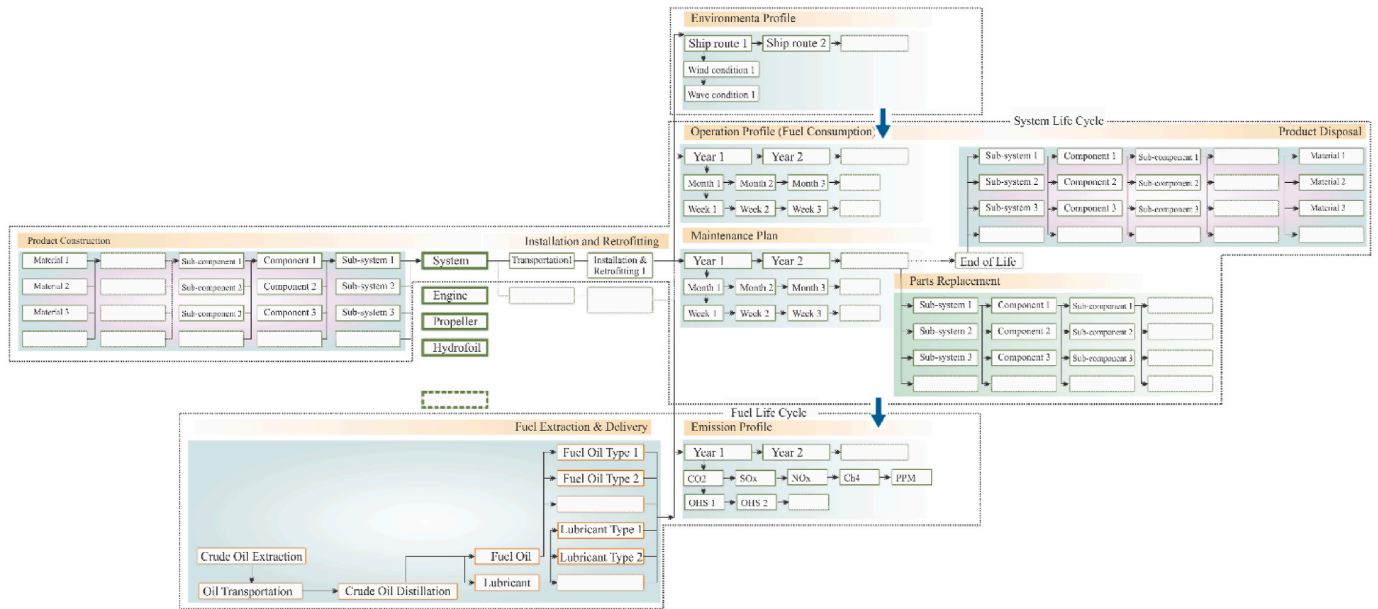 Environmenta Profile
Ship route 1
Ship route 2
Wind condition 1
Wave condition 1
System Life Cycle
Operation Profile (Fuel Consumption)
Product Disposal
Year 1
Year 2
Month 1
Month 2
Month 3
Week 1
Week 2
Week 3
Sub-system 1
Component 1
Sub-component 1
Material 1
Sub-system 2
Component 2
Sub-component 2
Material 2
Sub-system 3
Component 3
Sub-component 3
Material 3
Product Construction
Installation and Retrofitting
Maintenance Plan
Material 1
Sub-component 1
Component 1
Sub-system 1
System
Transportation1
Installation &
Retrofitting 1
Year 1
Year 2
End of Life
Material 2
Sub-component 2
Component 2
Sub-system 2
Engine
Month 1
Month 2
Month 3
Material 3
Sub-component 2
Component 3
Sub-system 3
Propeller
Week 1
Week 2
Week 3
Hydrofoil
Parts Replacement
Sub-system 1
Component 1
Sub-component 1
Sub-system 2
Component 2
Sub-component 2
Sub-system 3
Component 3
Sub-component 3
Fuel Life Cycle
Fuel Extraction & Delivery
Emission Profile
Fuel Oil Type 1
Year 1
Year 2
Fuel Oil Type 2
CO2
SOx
NOx
Ch4
PPM
OHS 1
OHS 2
Lubricant Type 1
Crude Oil Extraction
Fuel Oil
Lubricant Type 2
Oil Transportation
Crude Oil Distillation
Lubricant